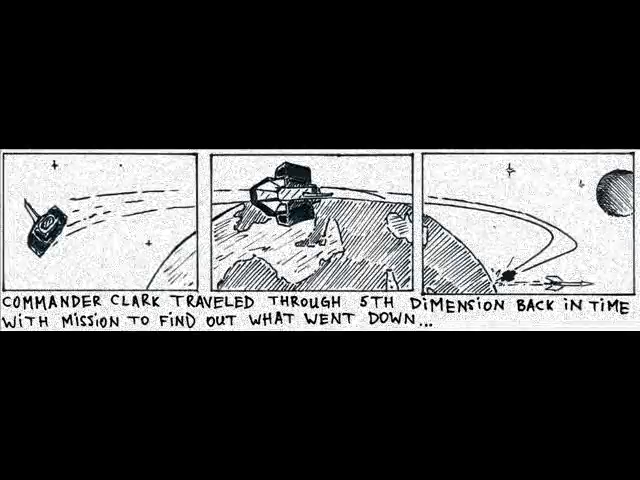 COMMANDER CLARK TRAVELED THROUGH 5TH DIMENSION BACK IN TIME
WITH MISSION TO FIND OUT WHAT WENT DOWN...